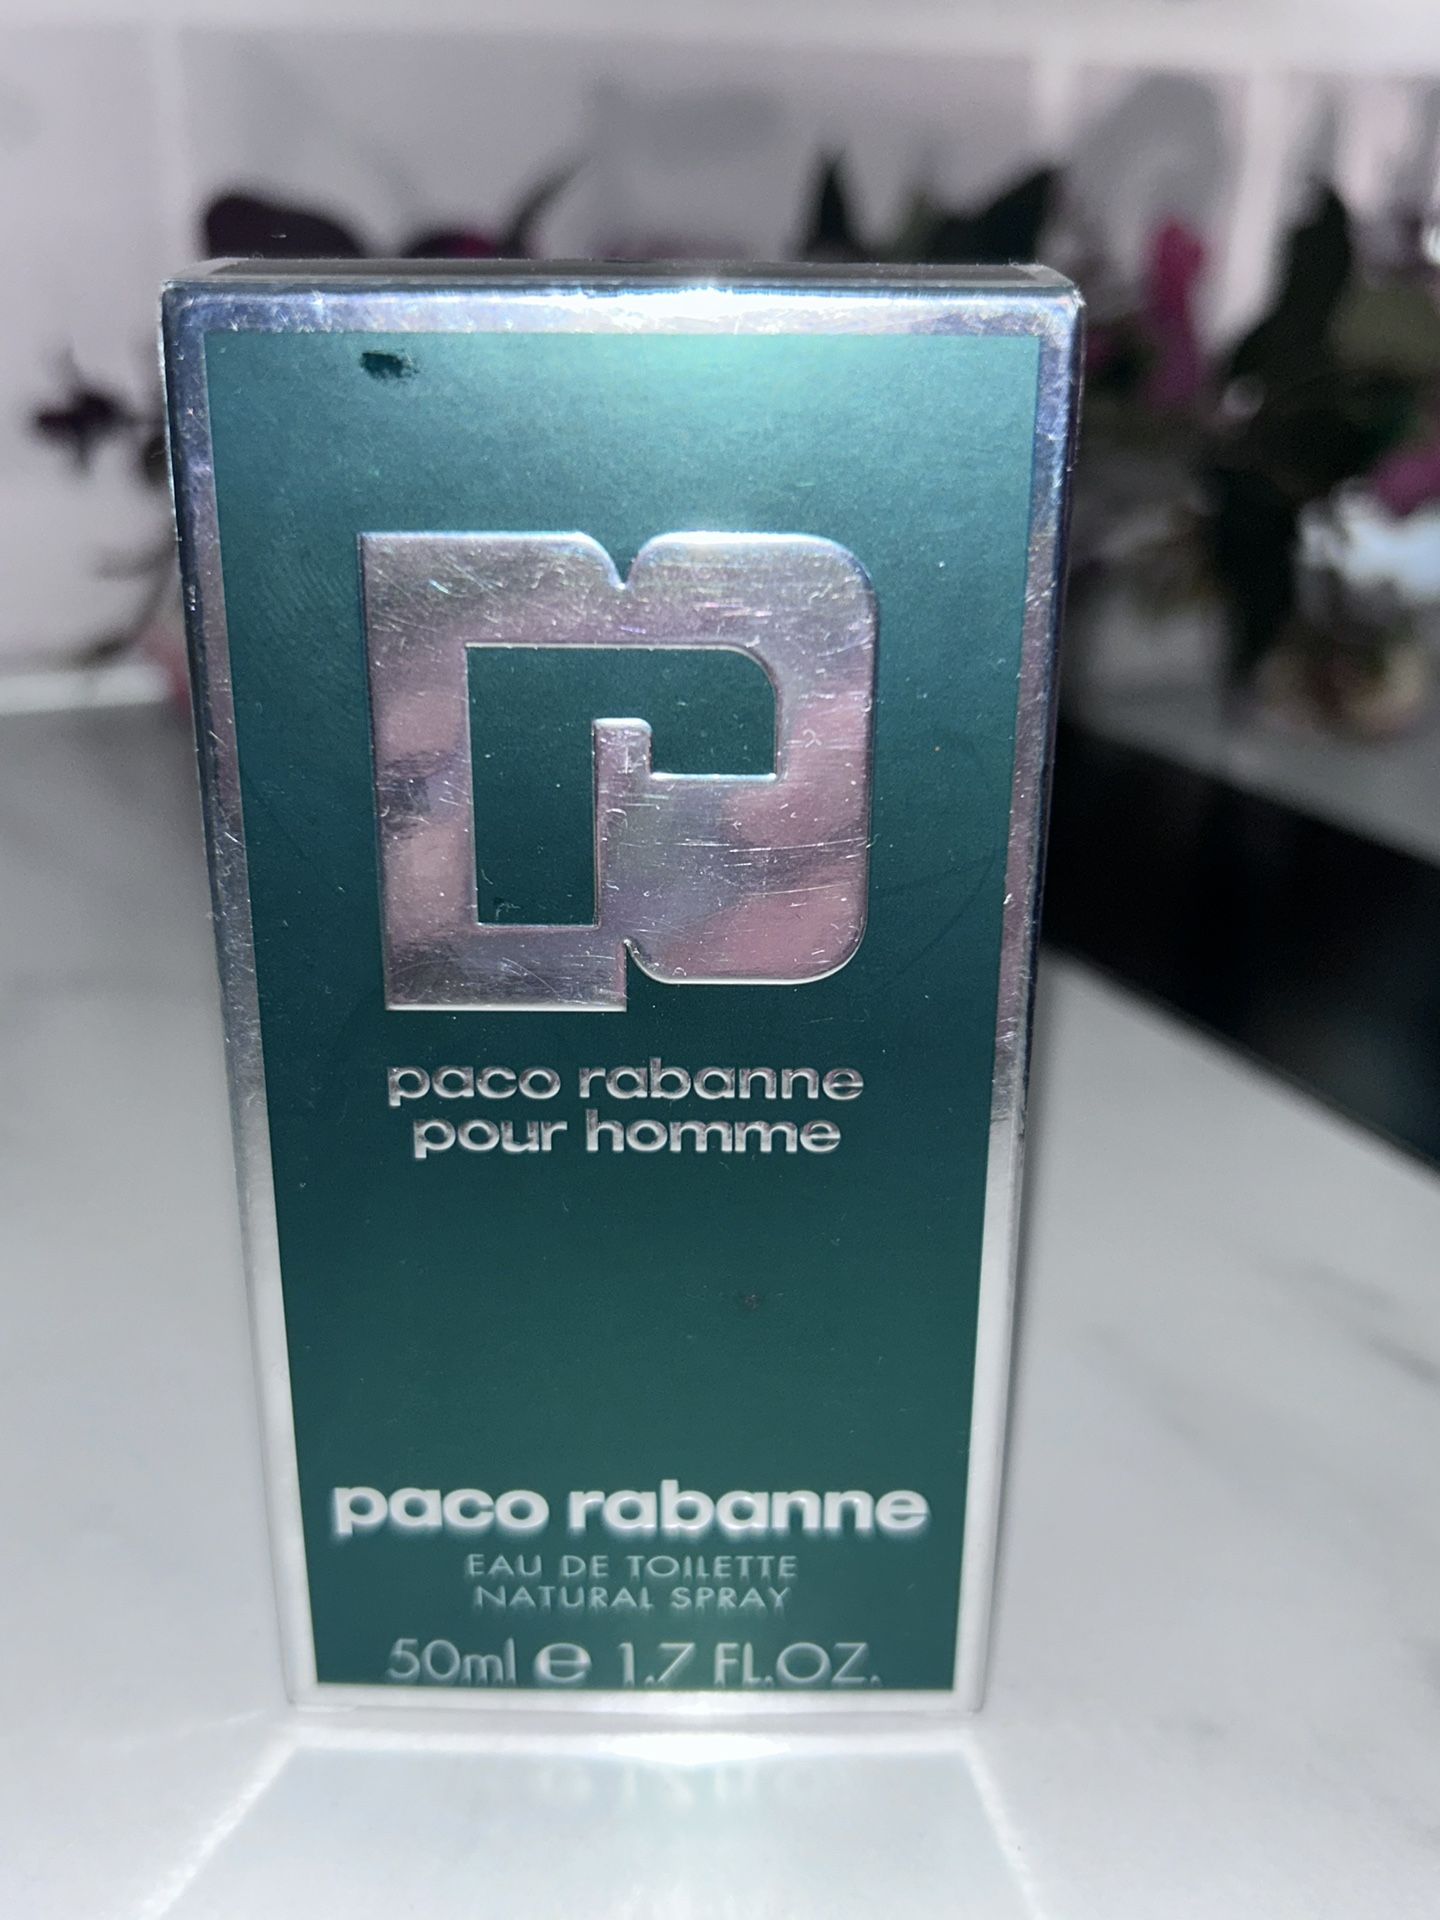 paco rabanne
pour homme
paco rabanne
EAU DE TOILETTE
NATURAL SPRAY
50ml ℮ 1.7 FL.OZ.